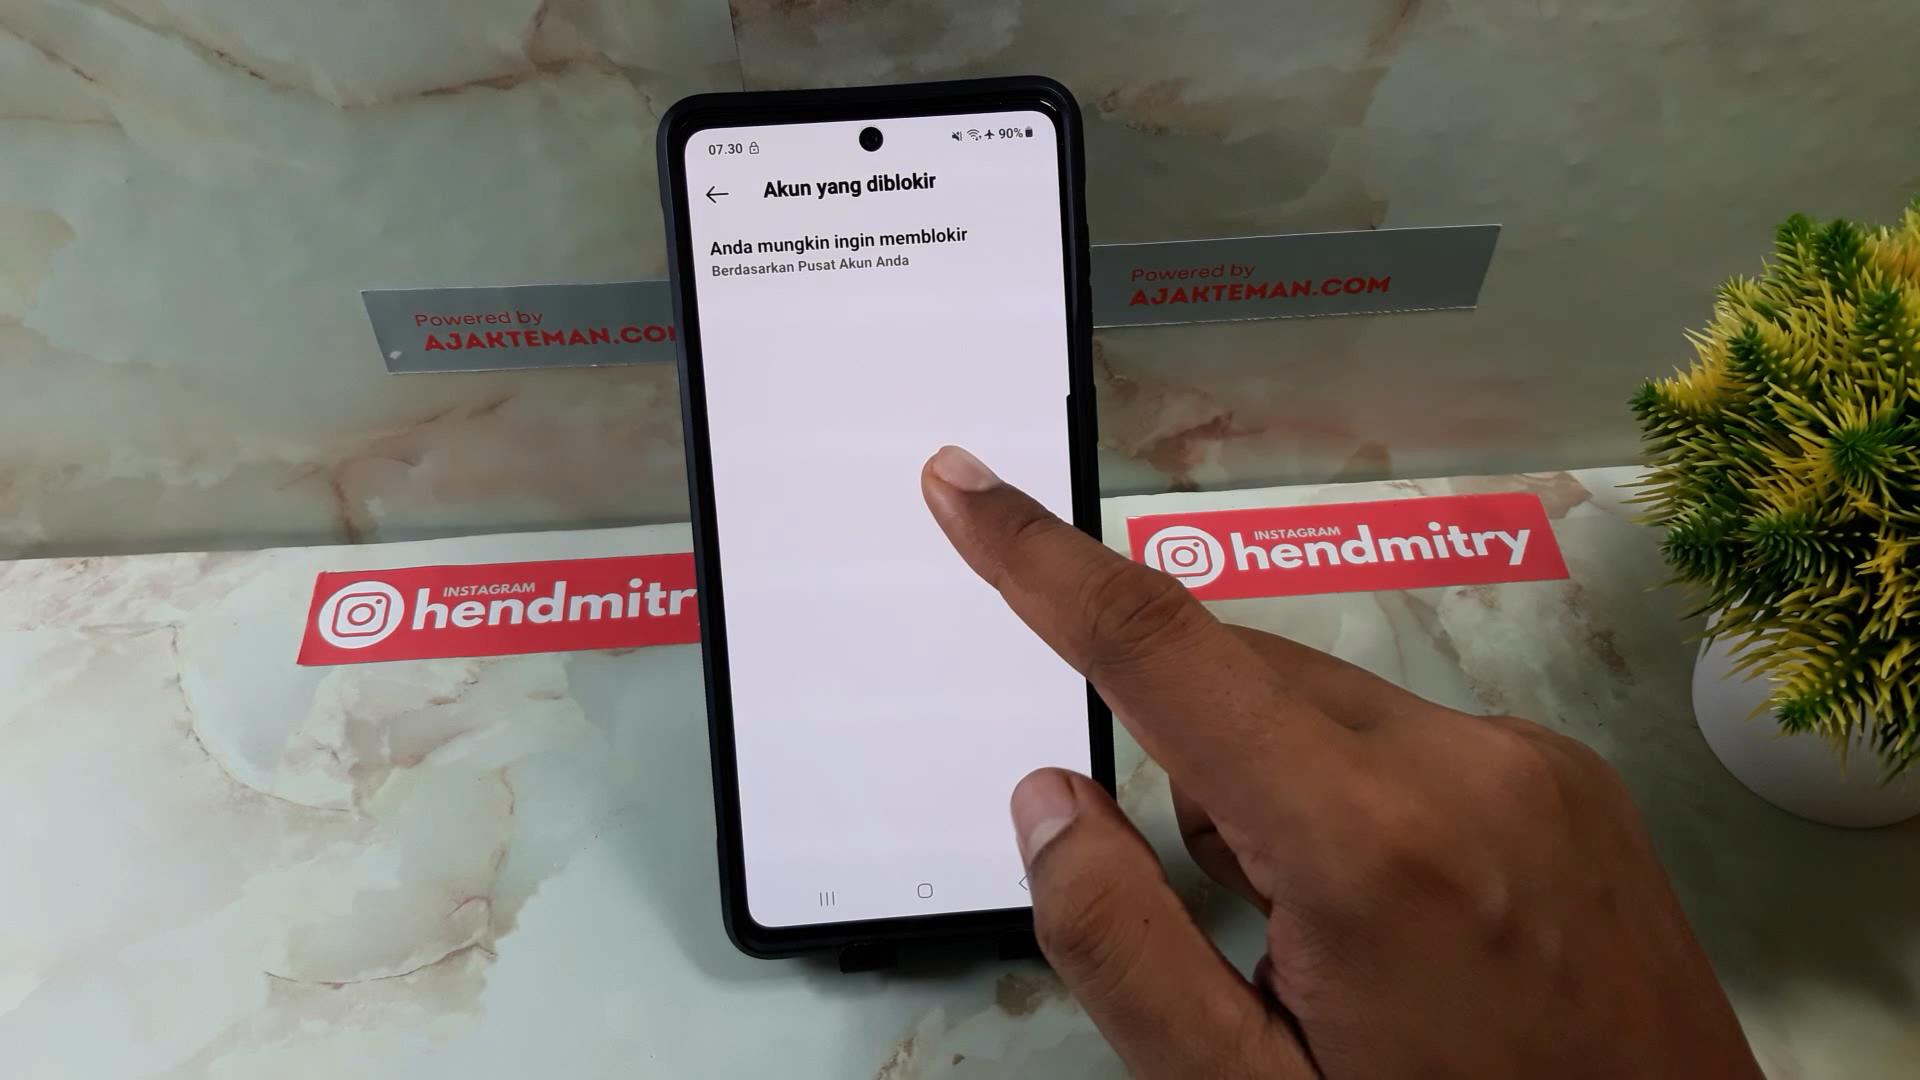 07.30
90%
Akun yang diblokir
Anda mungkin ingin memblokir
Berdasarkan Pusat Akun Anda
Powered by
AJAKTEMAN.CO
Powered by
AJAKTEMAN.COM
INSTAGRAM
hendmitr
INSTAGRAM
hendmitry